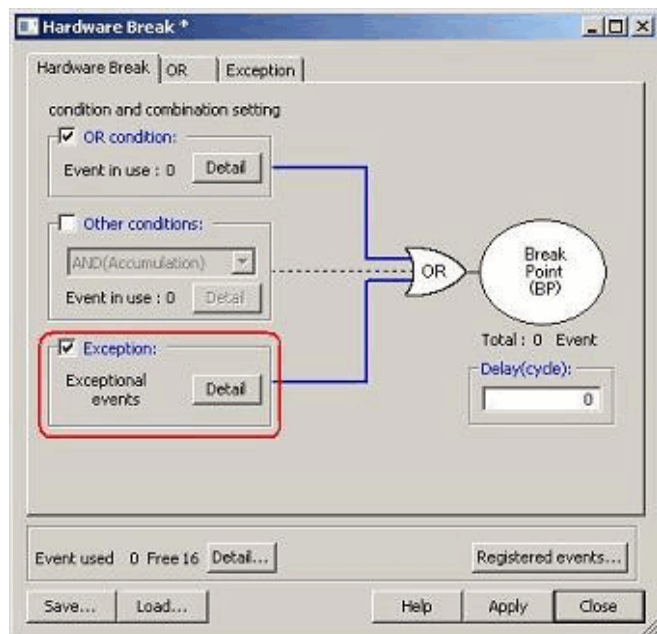 Hardware Break *
Hardware Break OR Exception
condition and combination setting
OR condition:
Event in use : 0 Detail
Other conditions:
AND(Accumulation)
Event in use : 0 Detail
Exception:
Exceptional
events
Detail
OR
Break
Point
(BP)
Total : 0 Event
Delay(cycle):
0
Event used 0 Free 16 Detail... Registered events...
Save... Load... Help Apply Close